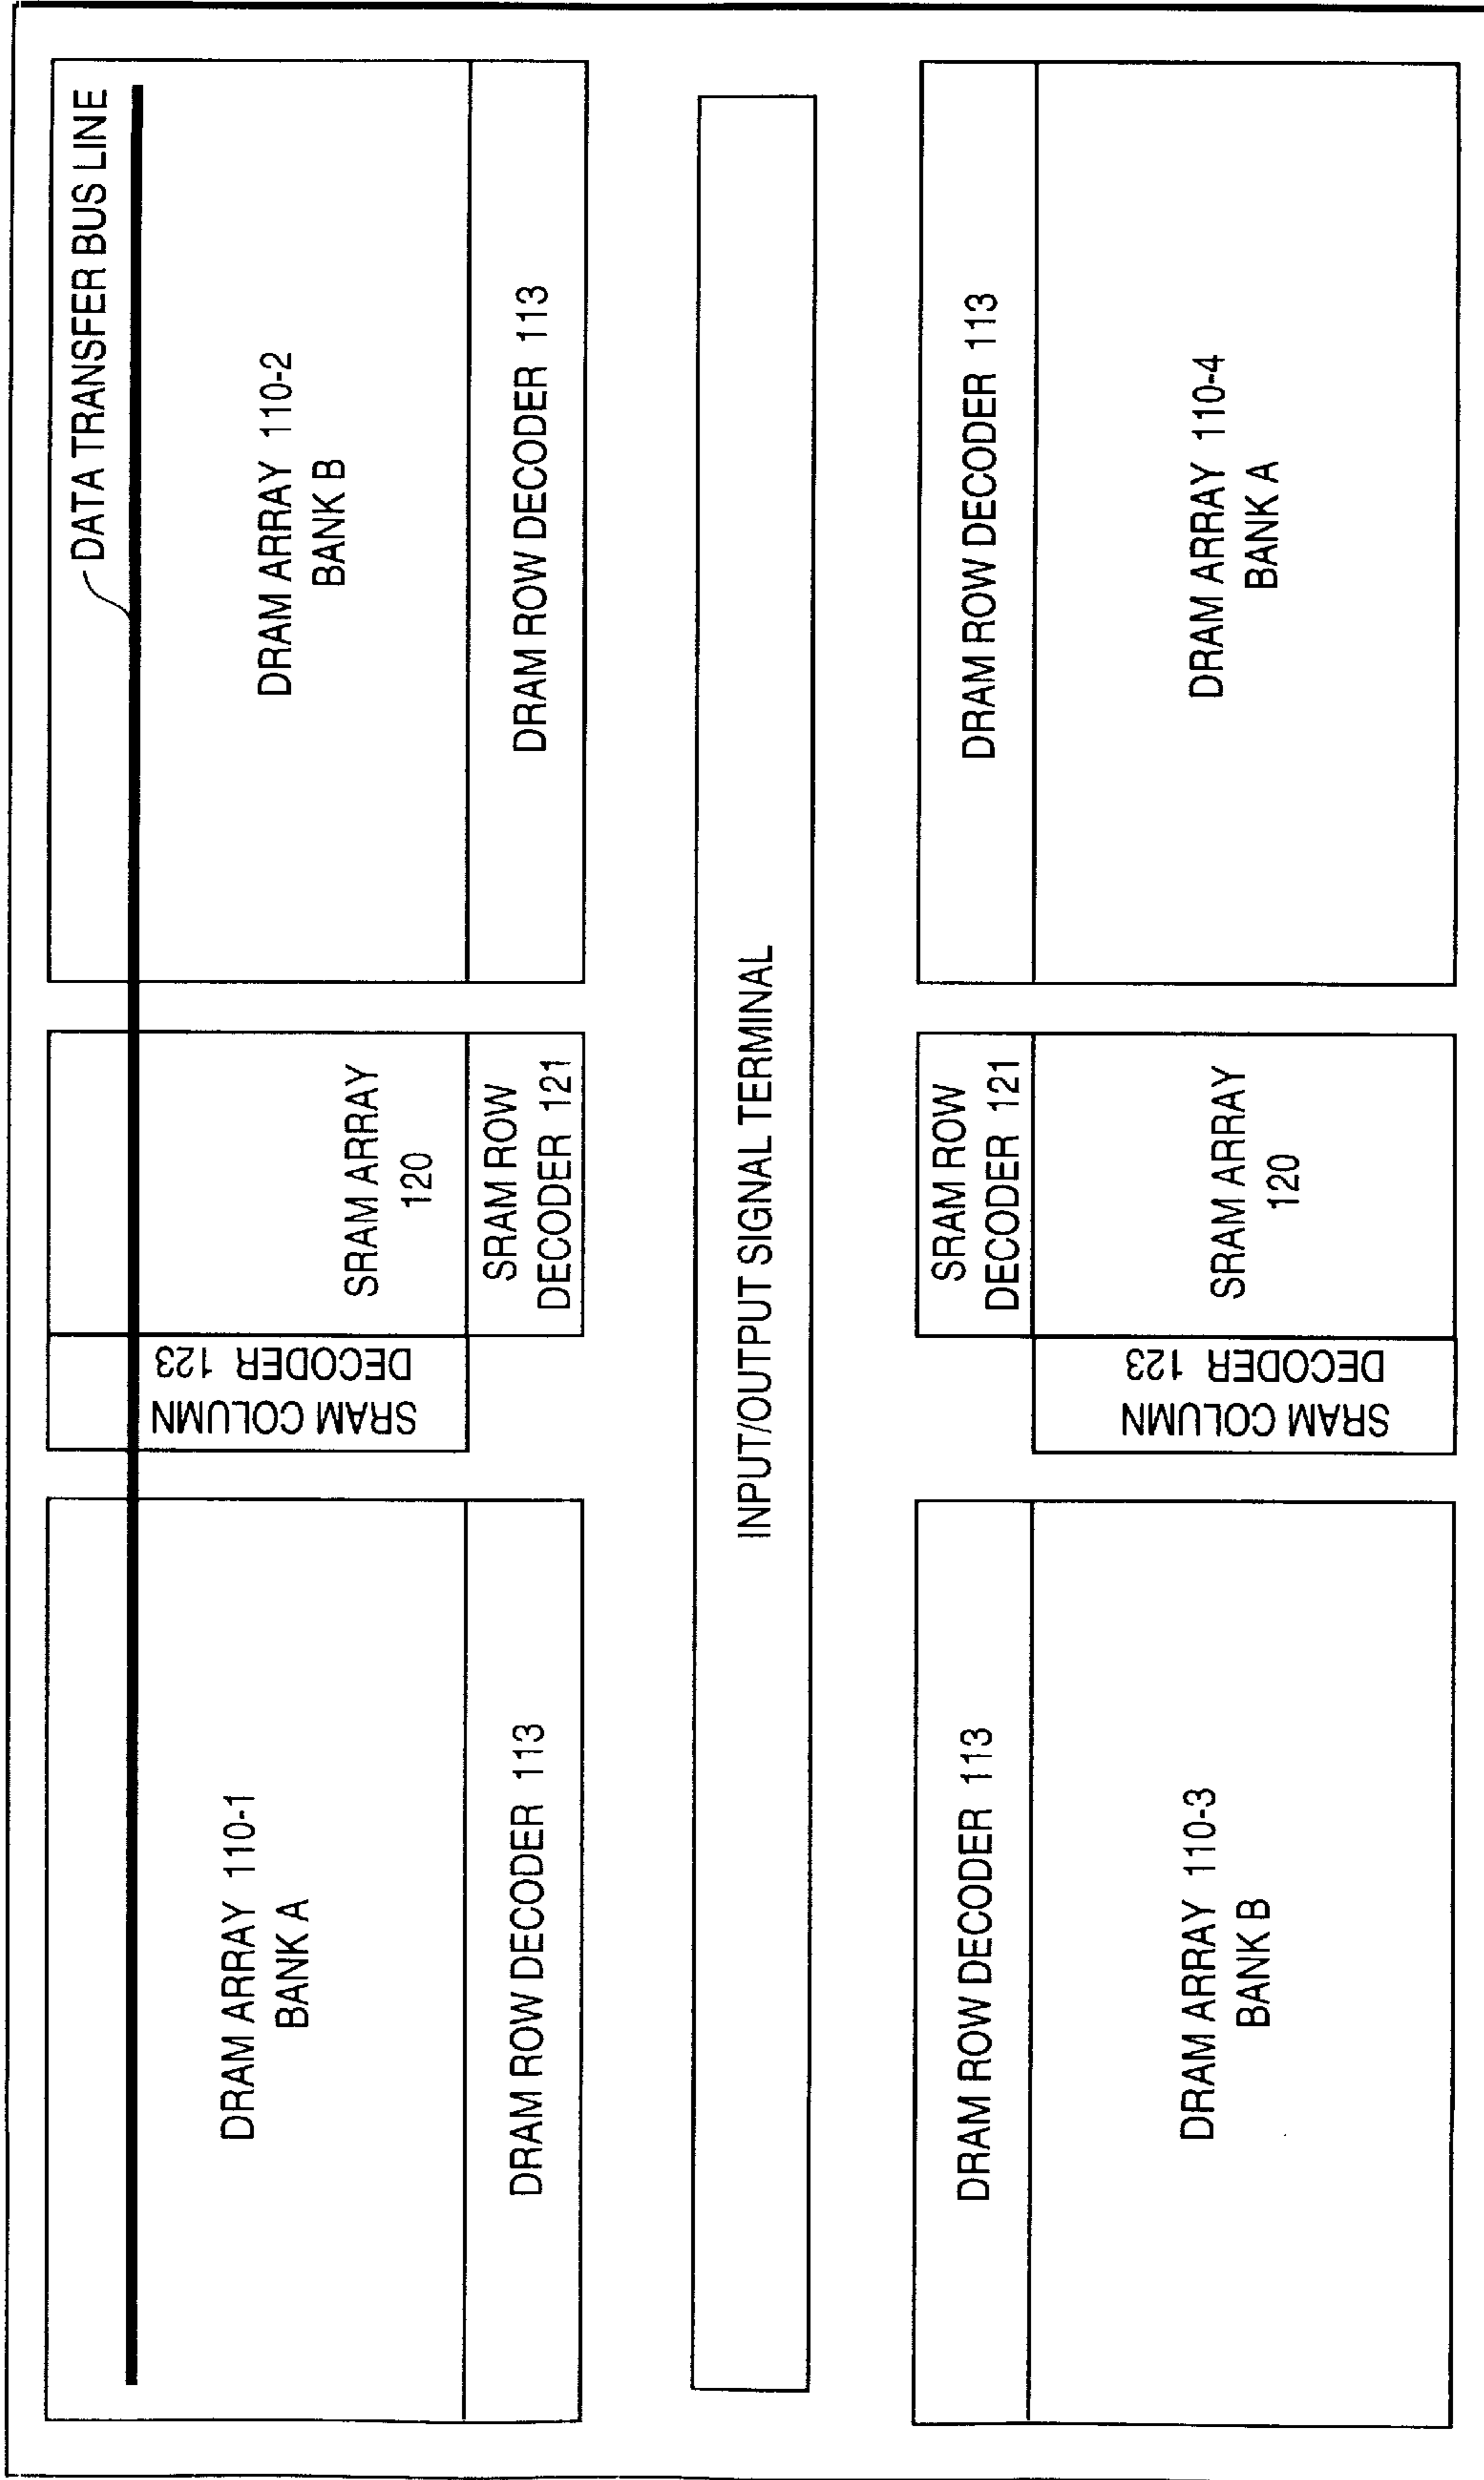 DATA TRANSFER BUS LINE
DRAM ARRAY 110-1
BANK A
DRAM ROW DECODER 113
SRAM COLUMN
DECODER 123
SRAM ARRAY
120
SRAM ROW
DECODER 121
DRAM ARRAY 110-2
BANK B
DRAM ROW DECODER 113
INPUT/OUTPUT SIGNAL TERMINAL
DRAM ROW DECODER 113
DRAM ARRAY 110-3
BANK B
SRAM COLUMN
DECODER 123
SRAM ROW
DECODER 121
SRAM ARRAY
120
DRAM ROW DECODER 113
DRAM ARRAY 110-4
BANK A